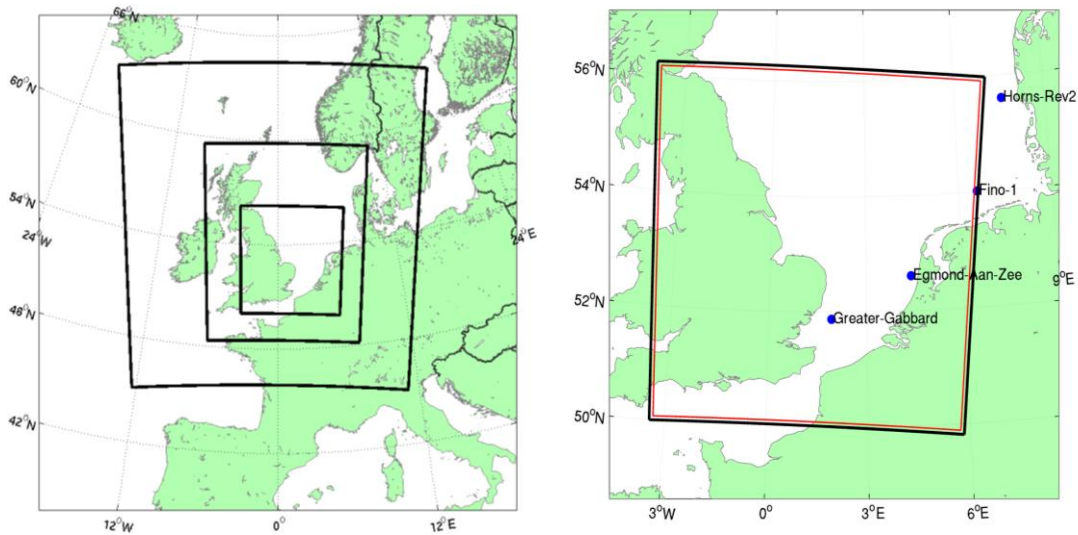 66°N
60°N
54°N
24°W
24°E
48°N
42°N
12°W
0°
12°E
56°N
Horns-Rev2
54°N
Fino-1
Egmond-Aan-Zee
9°E
52°N
Greater-Gabbard
50°N
3°W
0°
3°E
6°E